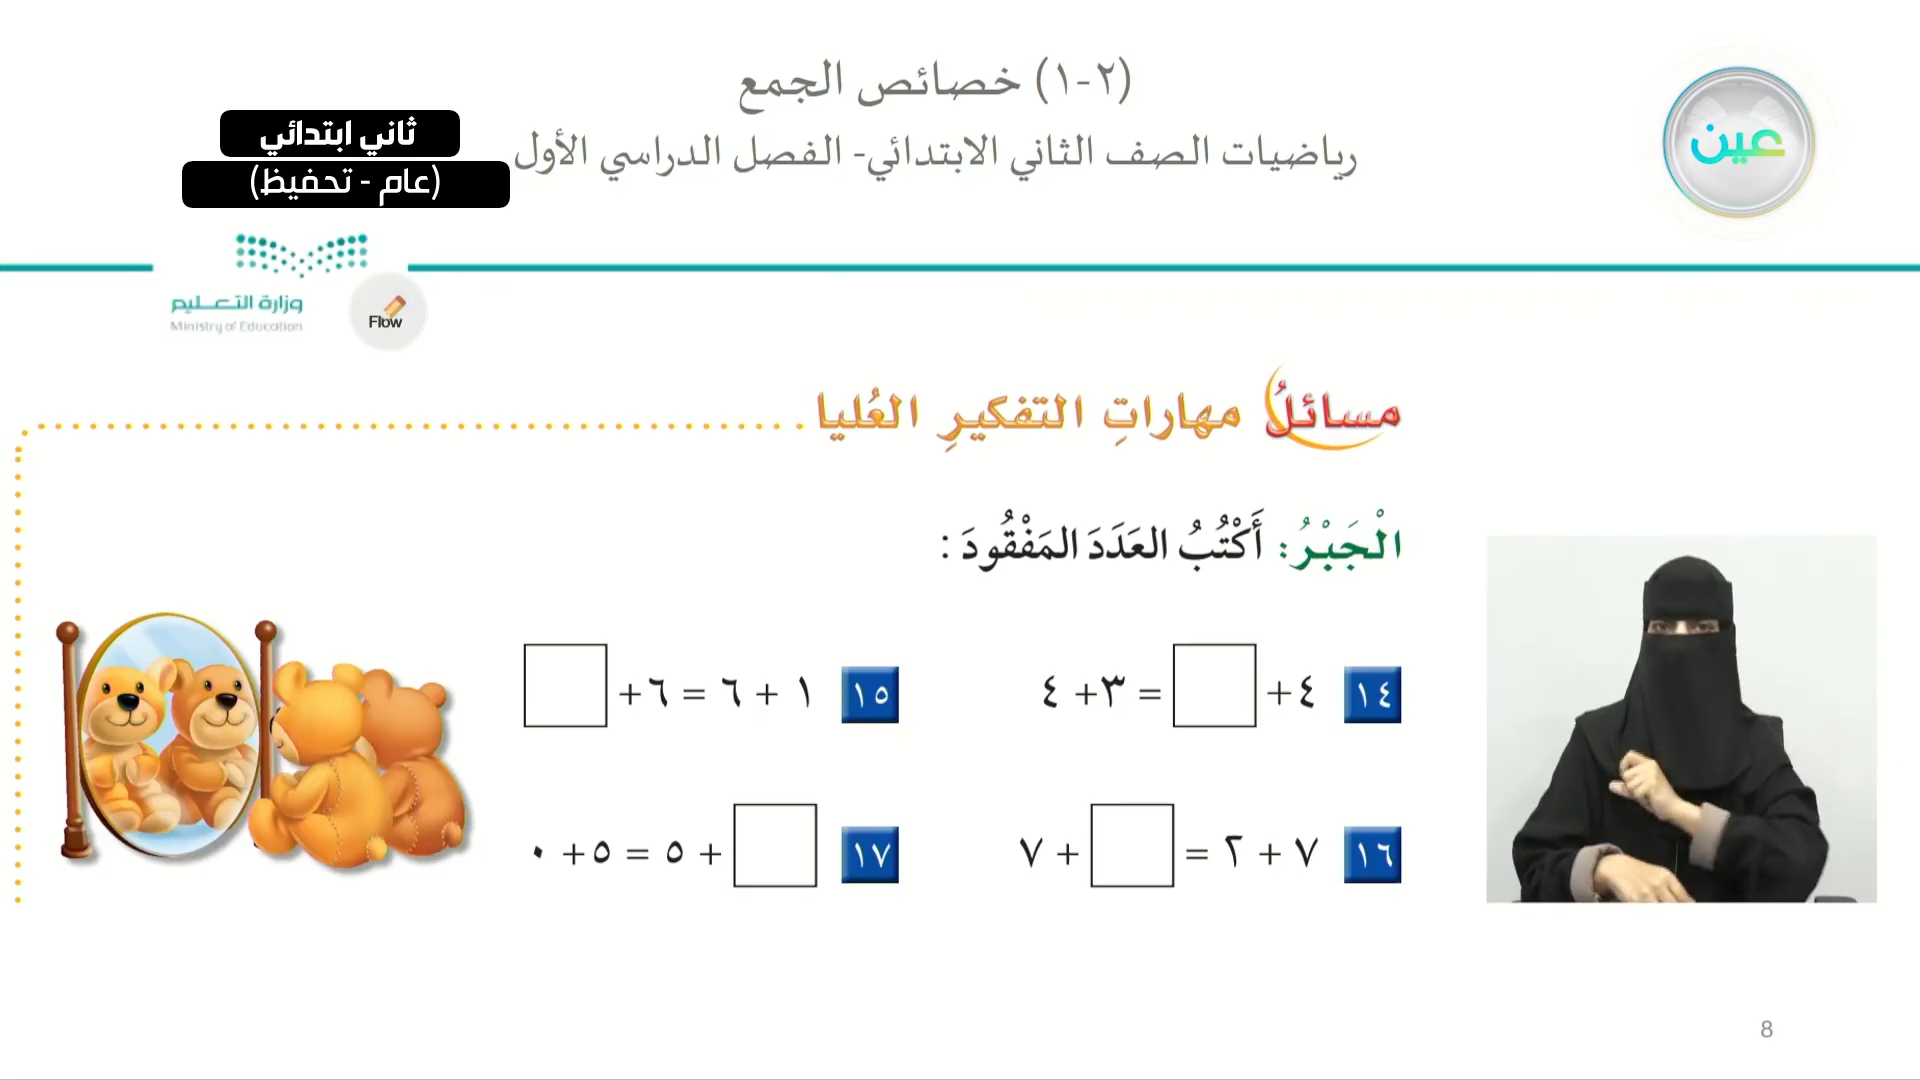 (٢-١) خصائص الجمع
رياضيات الصف الثاني الابتدائي- الفصل الدراسي الأول
ثاني ابتدائي
(عام - تحفيظ)
عين
وزارة التعليم
Ministry of Education
Flow
مسائلُ مهاراتِ التفكيرِ العُليا
الْجَبْرُ: أَكْتُبُ العَدَدَ المَفْقُودَ :
١٤ ٤+ □ = ٣+ ٤
١٥ ١ + ٦ = ٦+ □
١٦ ٧ + ٢ = □ + ٧
١٧ □ + ٥ = ٥+ ٠
8